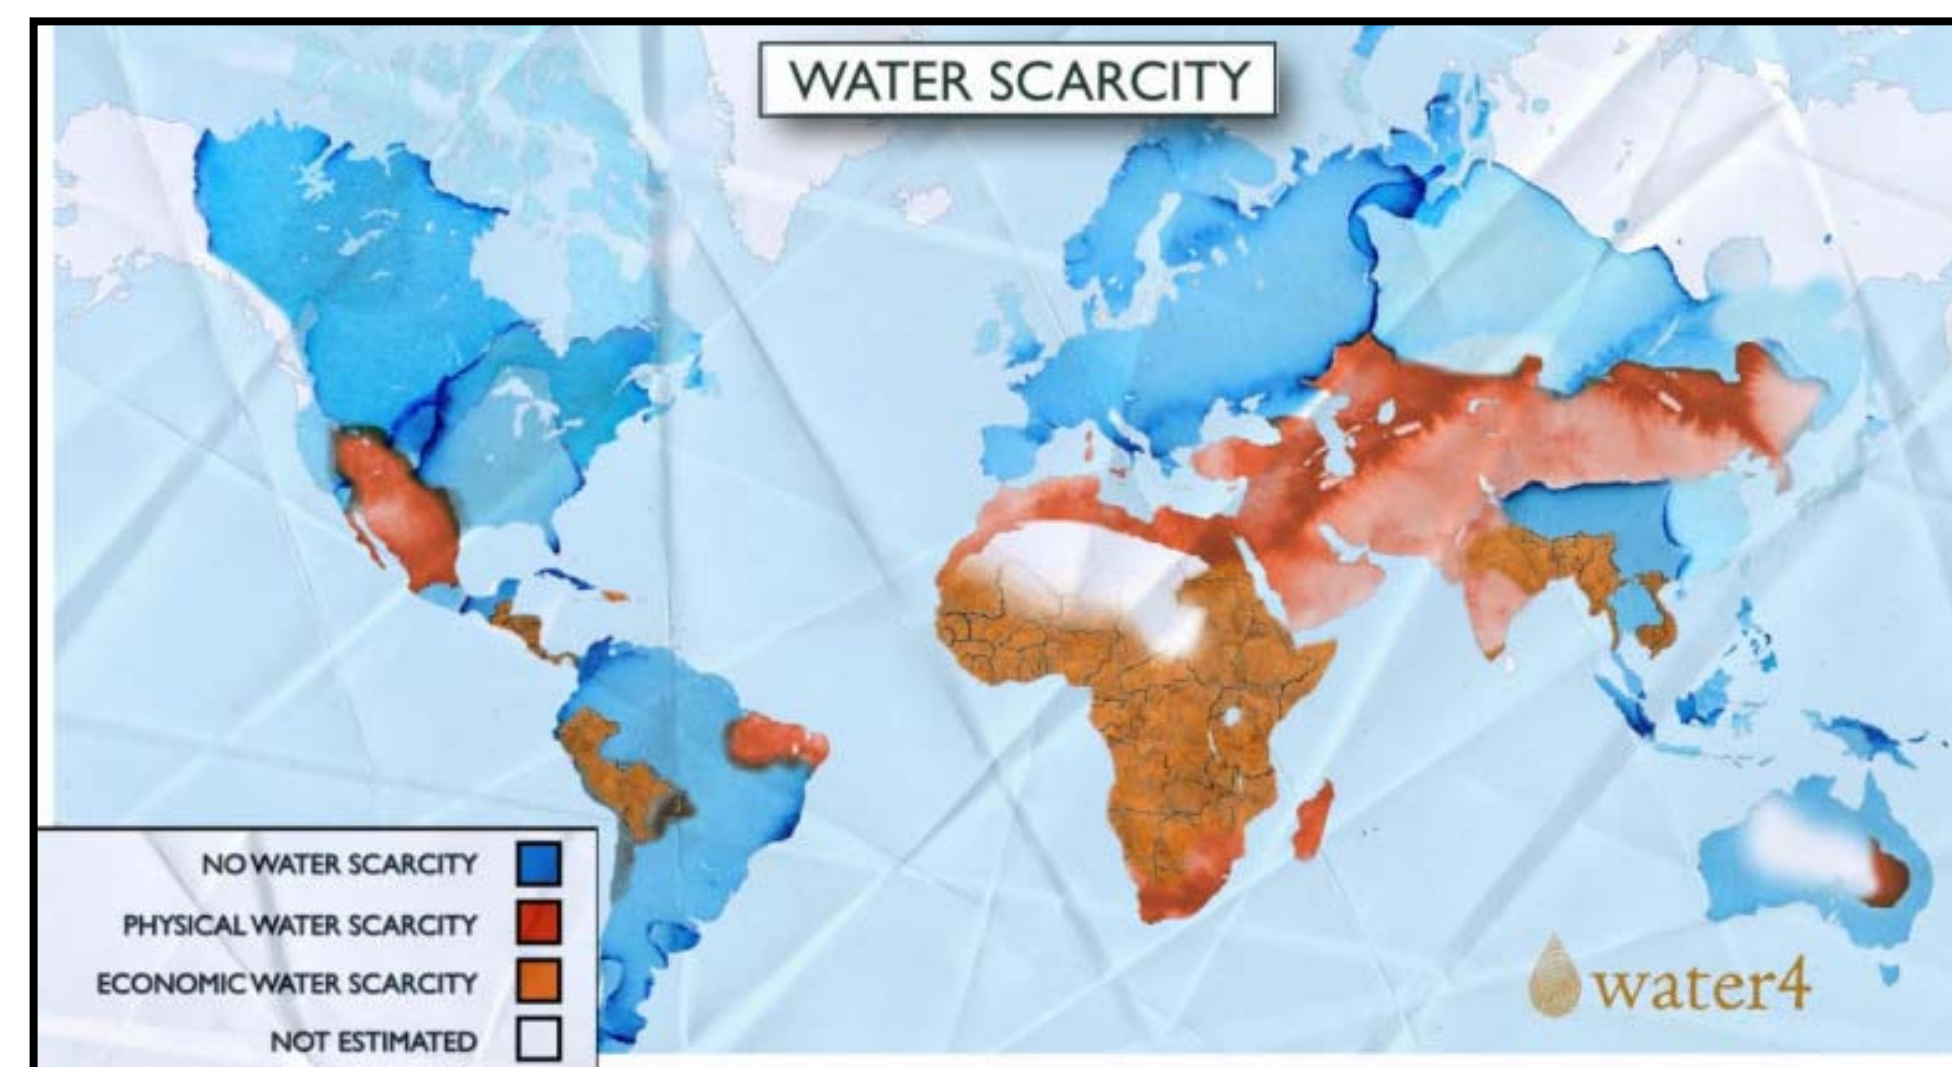 WATER SCARCITY
NO WATER SCARCITY
PHYSICAL WATER SCARCITY
ECONOMIC WATER SCARCITY
NOT ESTIMATED
water4